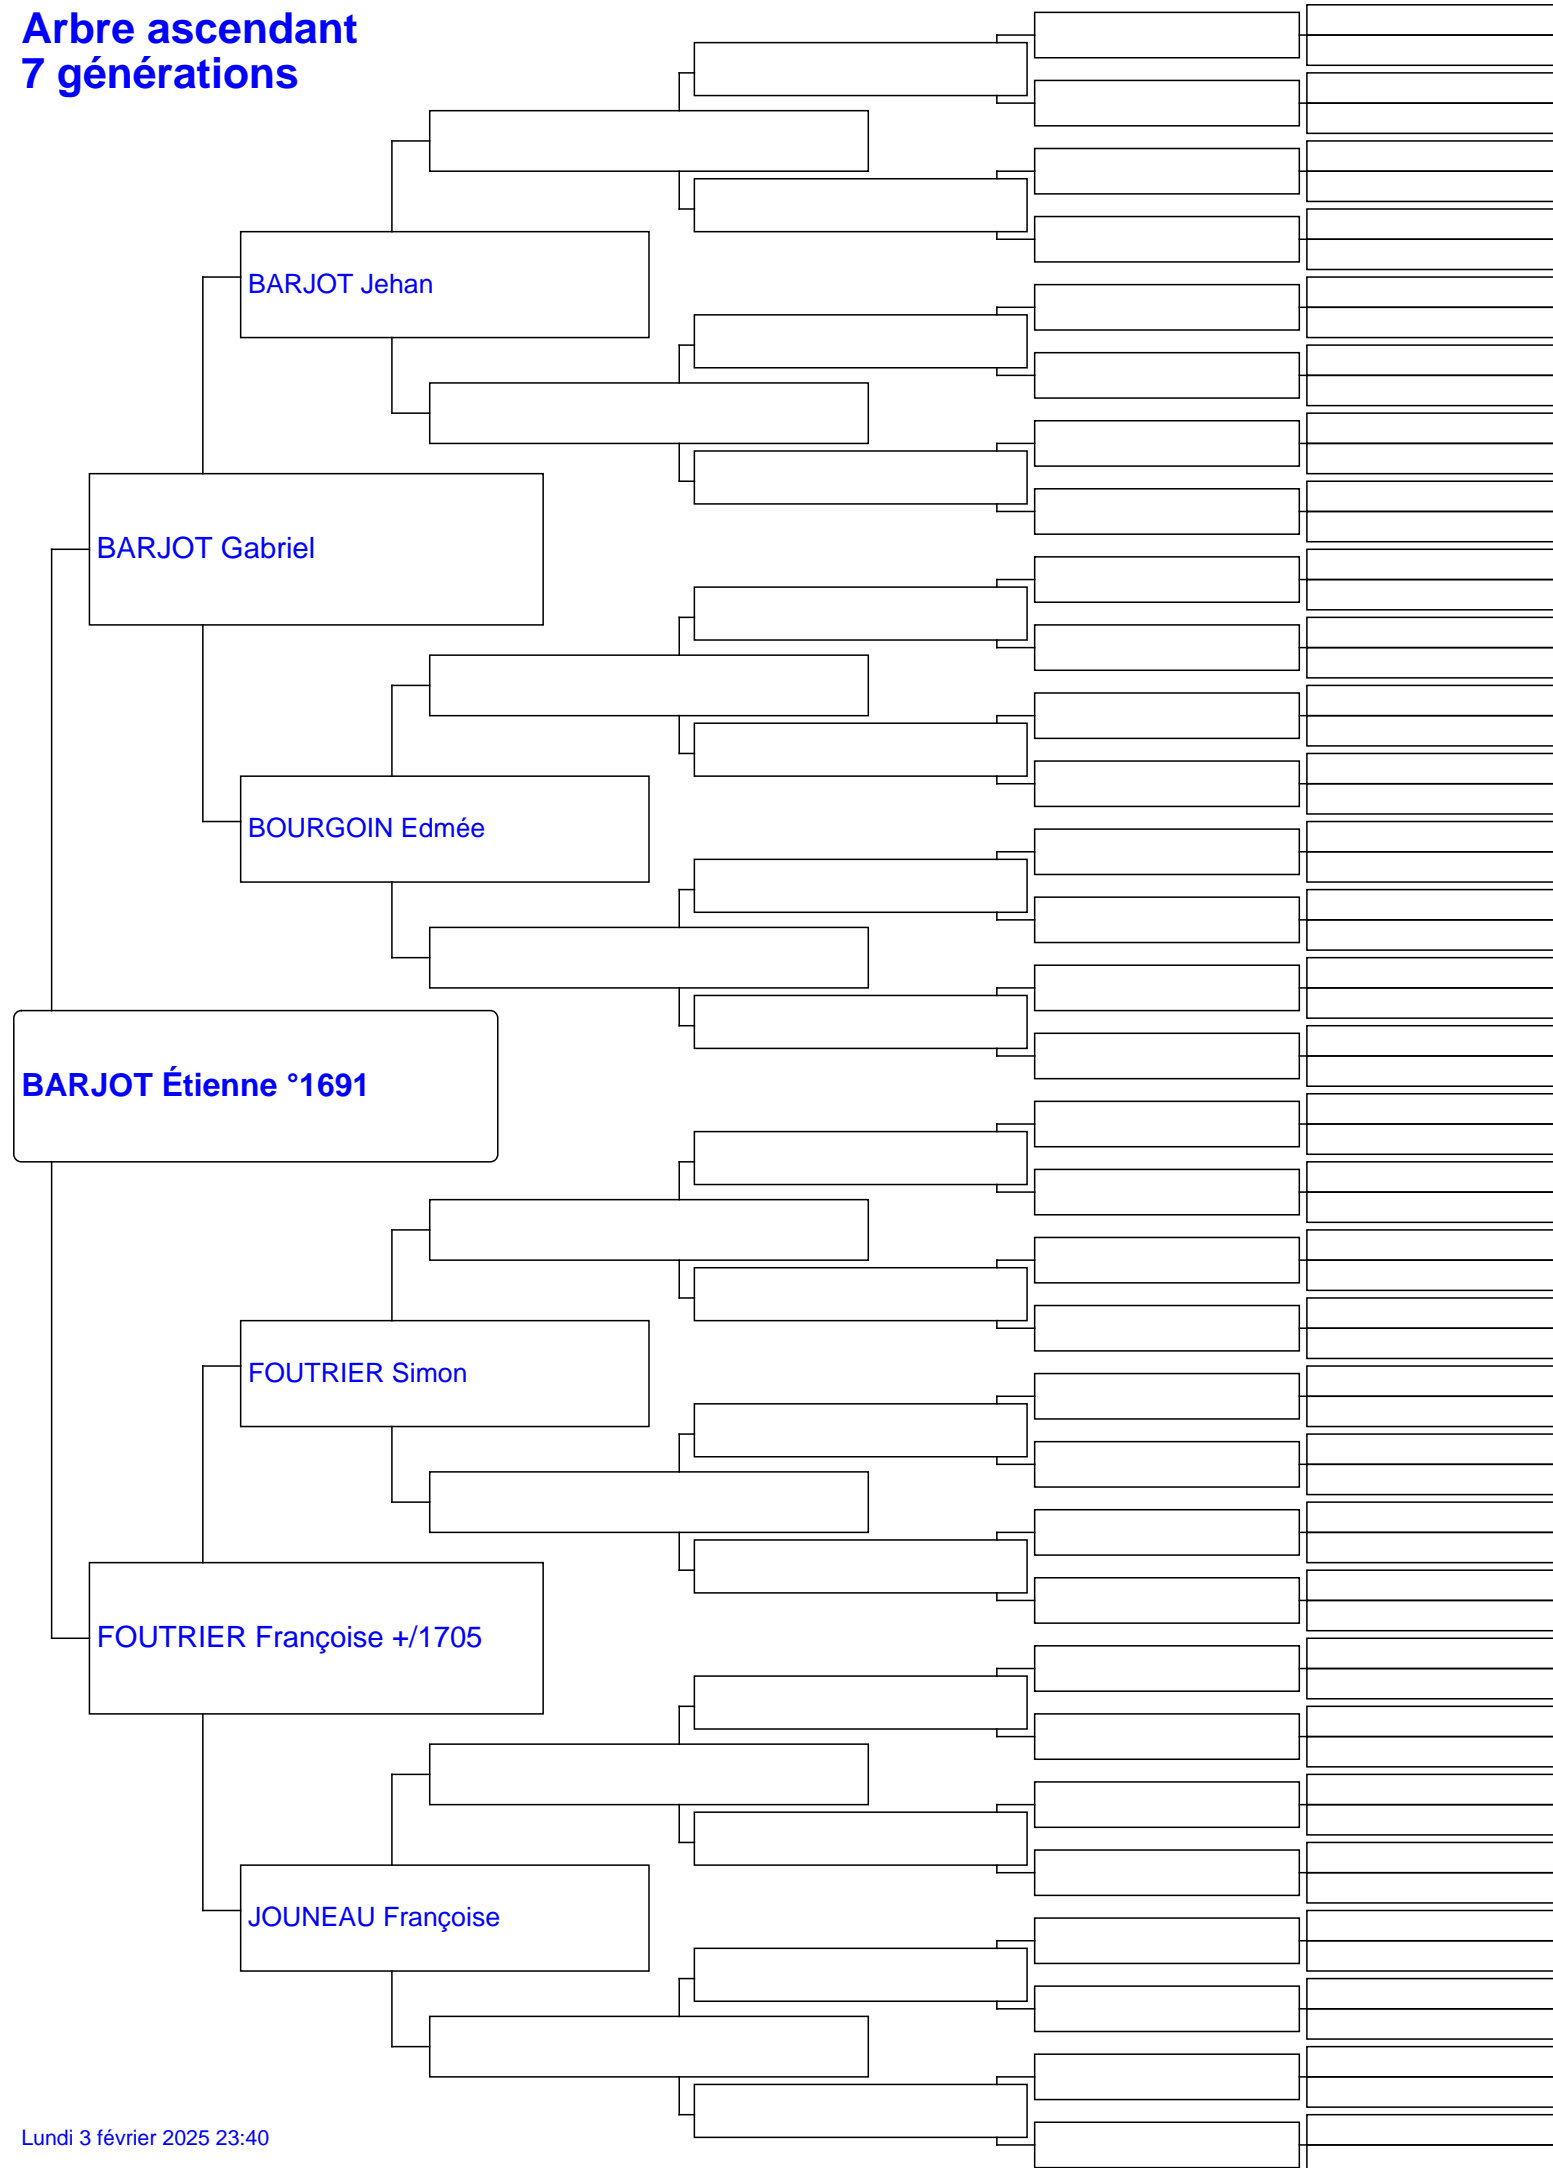 Arbre ascendant
7 générations
BARJOT Jehan
BARJOT Gabriel
BOURGOIN Edmée
BARJOT Étienne °1691
FOUTRIER Simon
FOUTRIER Françoise +/1705
JOUNEAU Françoise
Lundi 3 février 2025 23:40